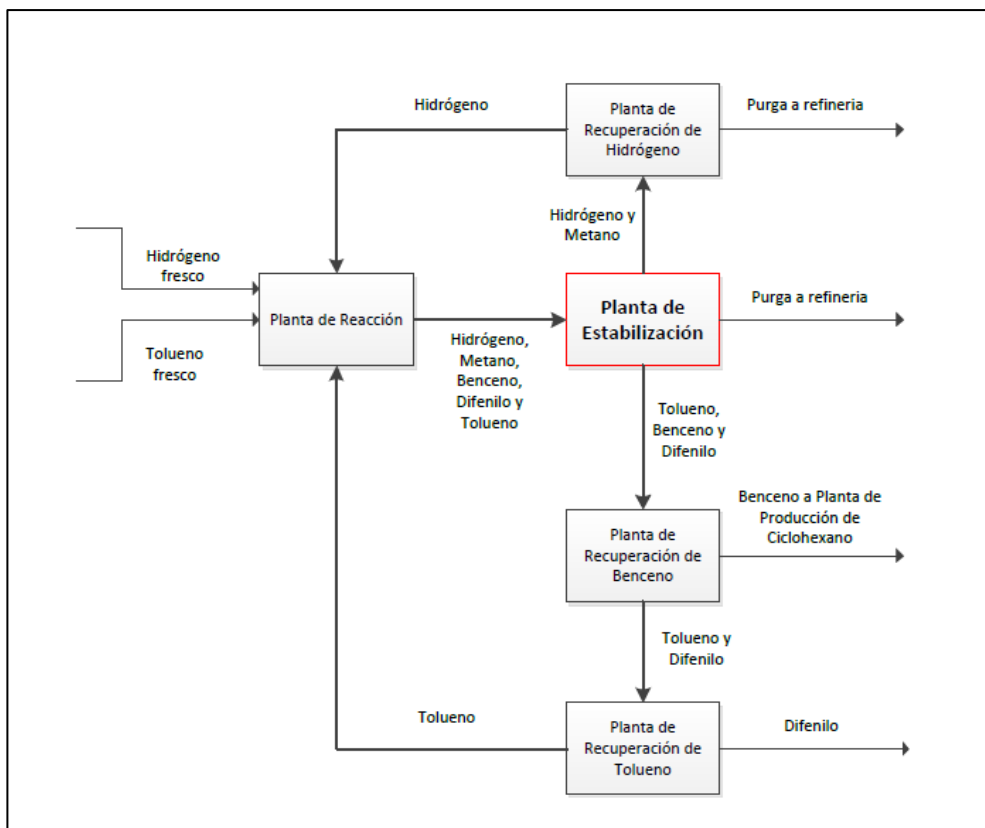 Hidrógeno
Planta de
Recuperación de
Hidrógeno
Purga a refineria
Hidrógeno y
Metano
Hidrógeno
fresco
Planta de Reacción
Planta de
Estabilización
Purga a refineria
Tolueno
fresco
Hidrógeno,
Metano,
Benceno,
Difenilo y
Tolueno
Tolueno,
Benceno y
Difenilo
Planta de
Recuperación de
Benceno
Benceno a Planta de
Producción de
Ciclohexano
Tolueno y
Difenilo
Tolueno
Planta de
Recuperación de
Tolueno
Difenilo